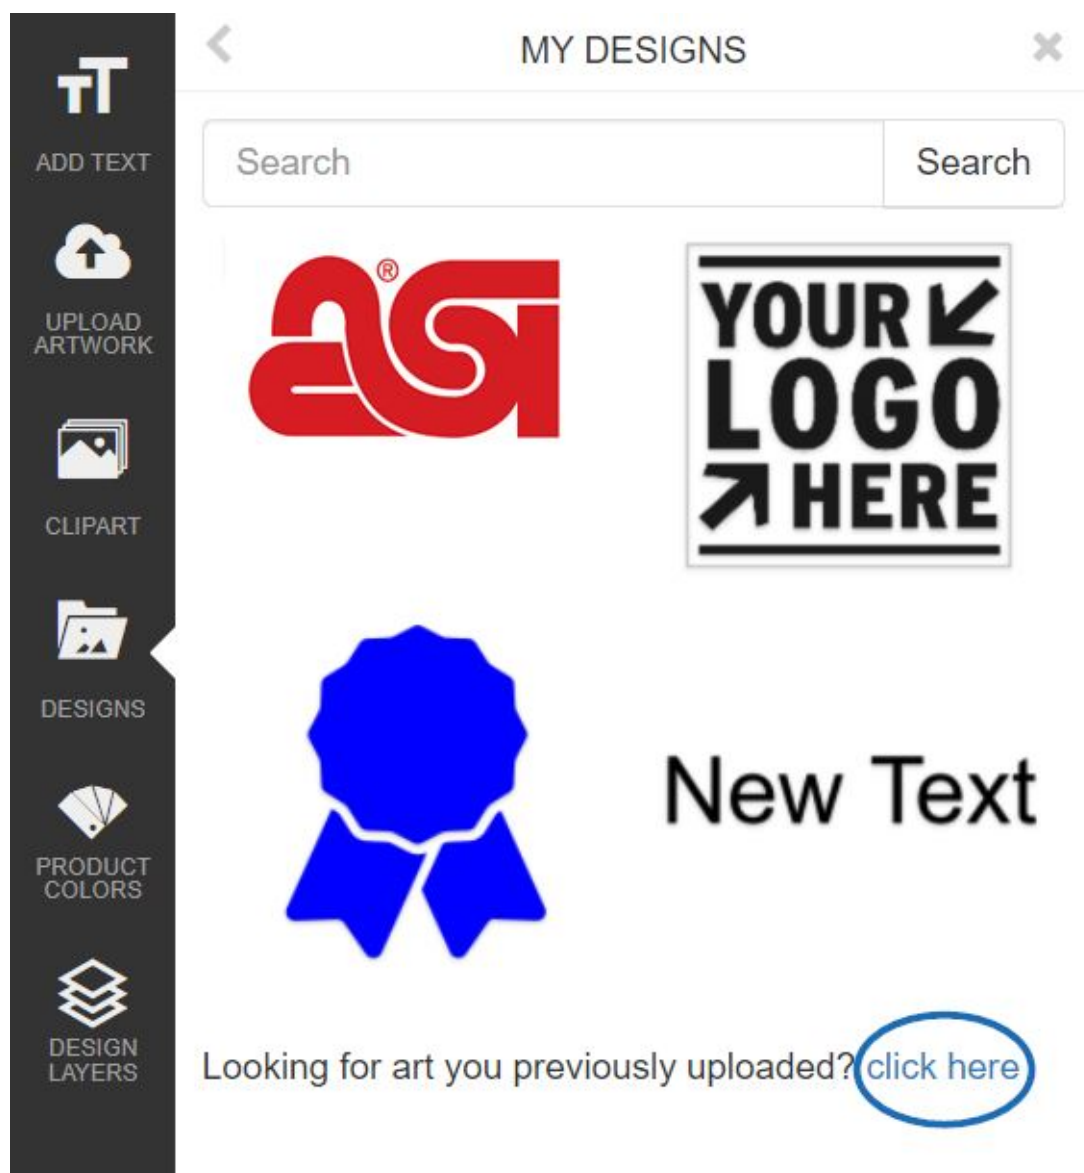 MY DESIGNS
Search
Search
ADD TEXT
UPLOAD
ARTWORK
CLIPART
DESIGNS
PRODUCT
COLORS
DESIGN
LAYERS
asi®
YOUR
LOGO
HERE
New Text
Looking for art you previously uploaded? click here